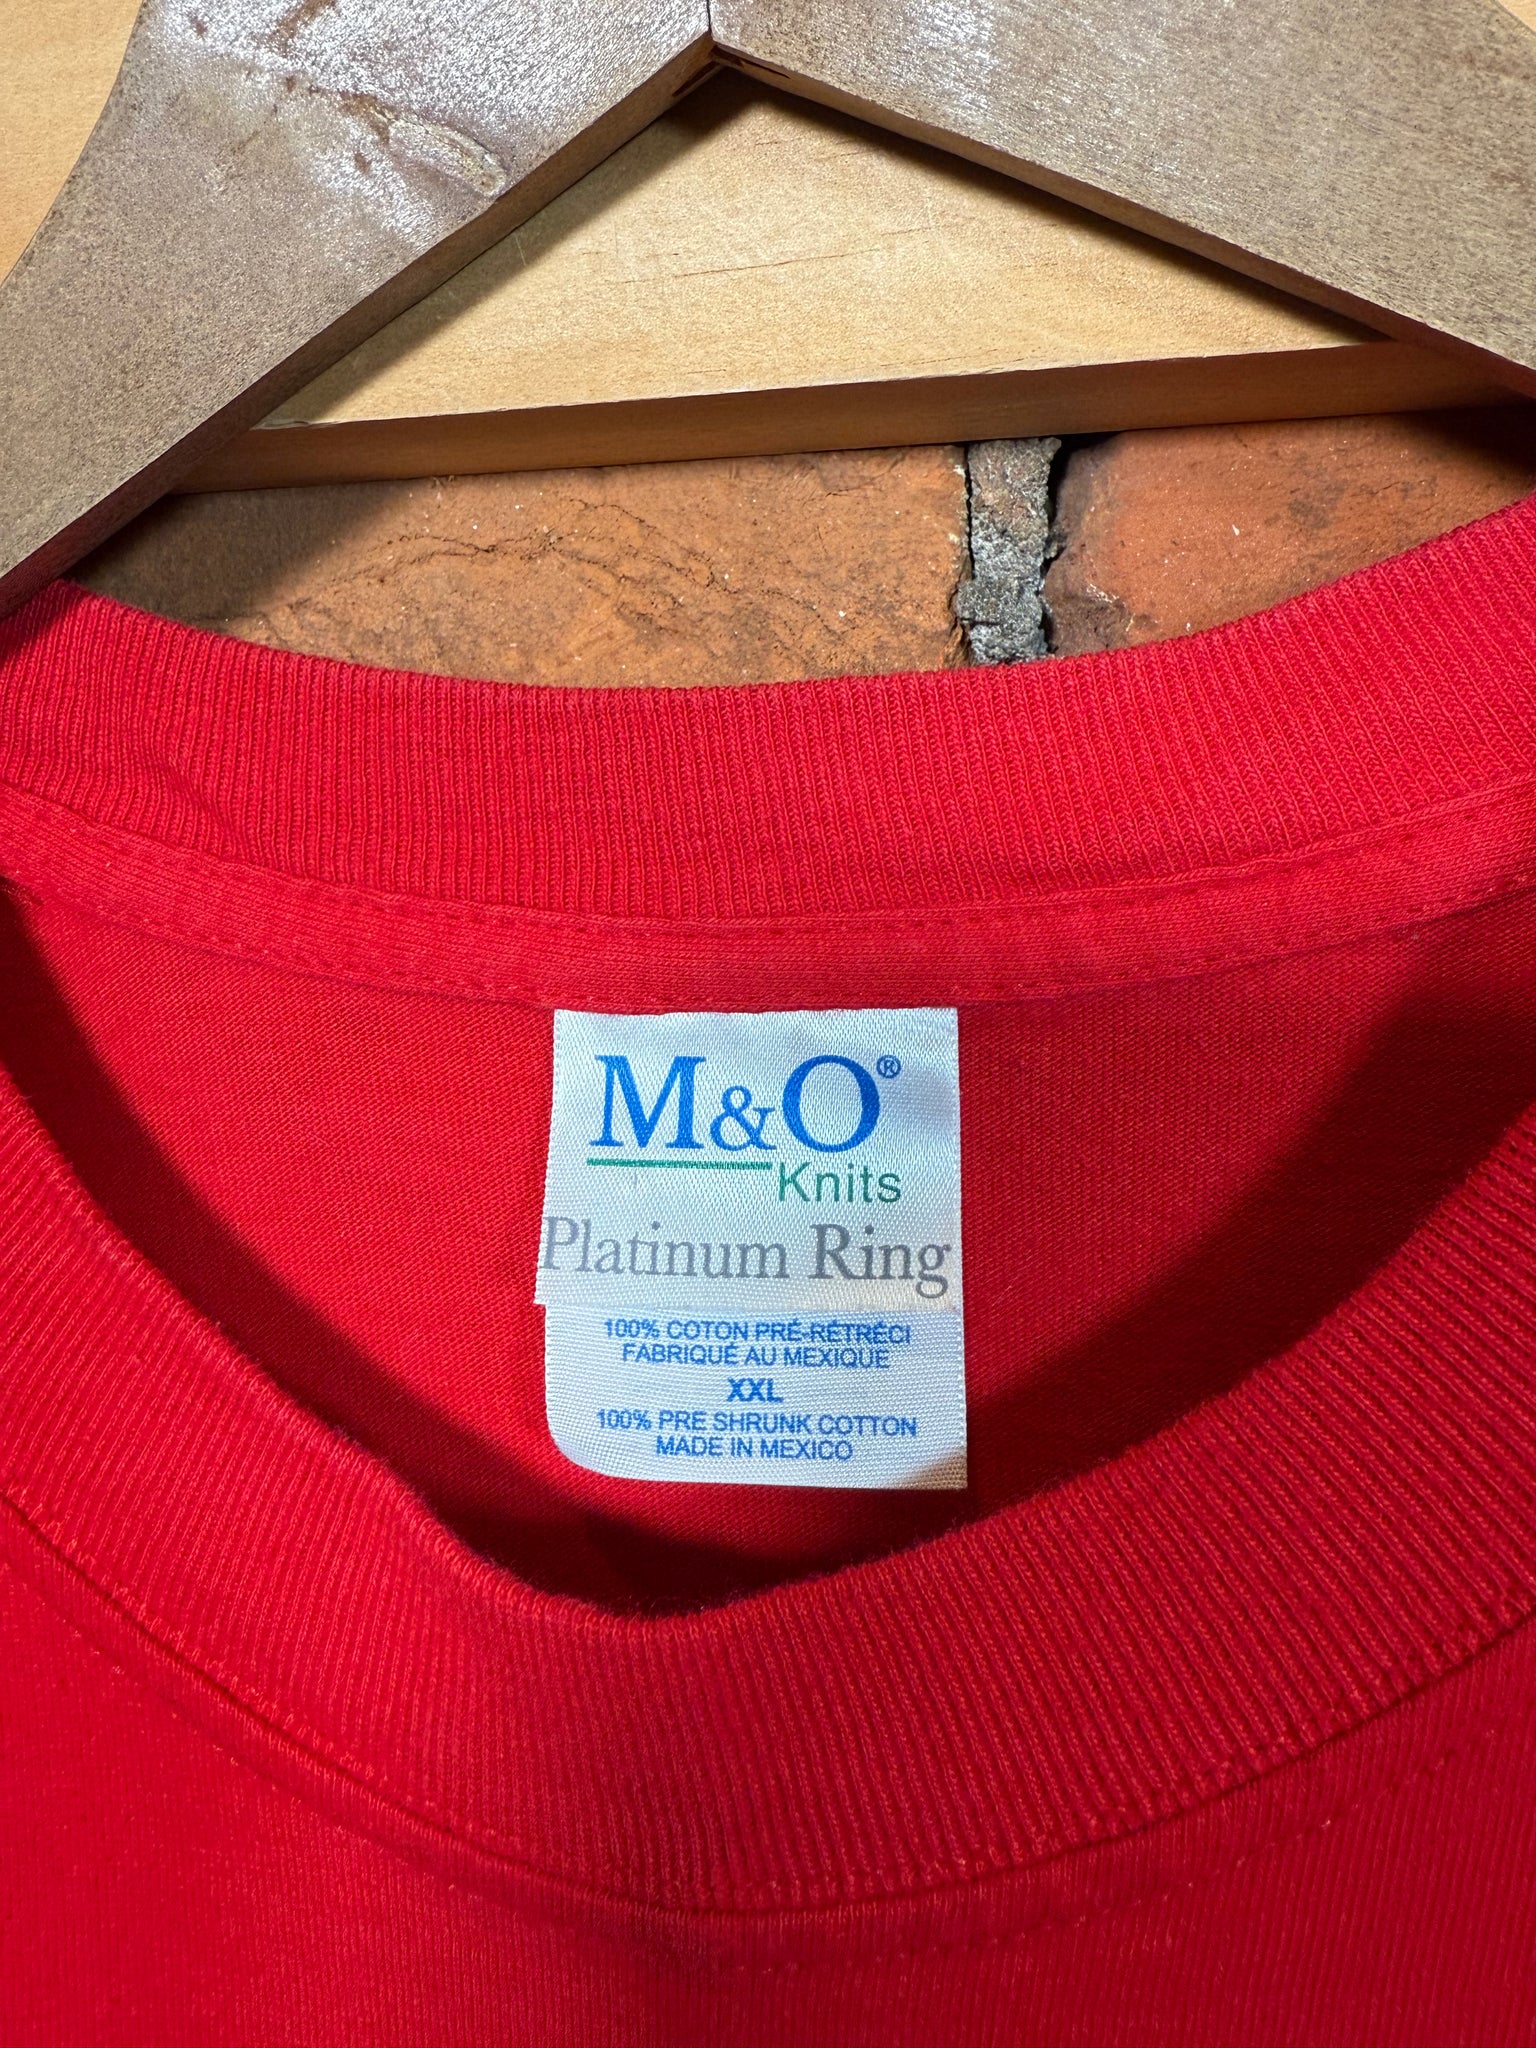 M&O®
Knits
Platinum Ring
100% COTON PRÉ-RÉTRÉCI
FABRIQUÉ AU MEXIQUE
XXL
100% PRE SHRUNK COTTON
MADE IN MEXICO